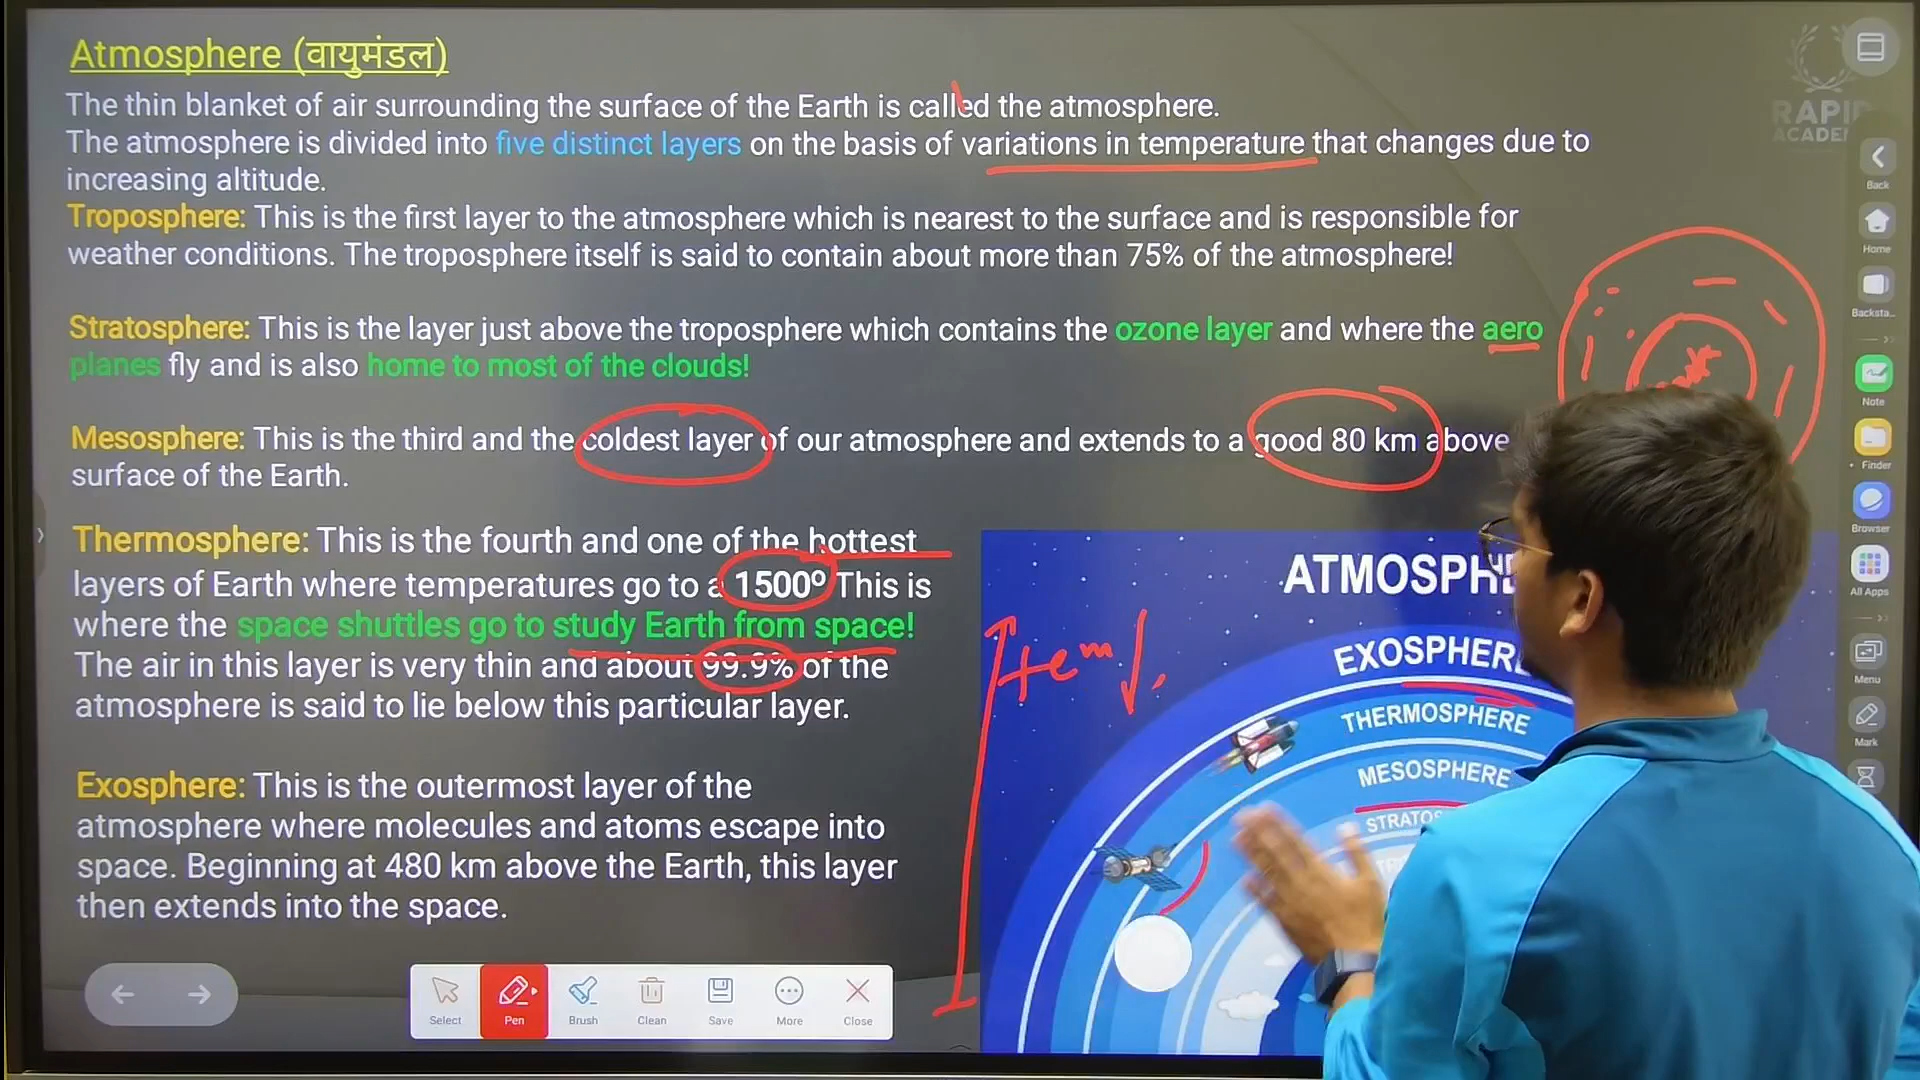 Atmosphere (वायुमंडल)
The thin blanket of air surrounding the surface of the Earth is called the atmosphere.
The atmosphere is divided into five distinct layers on the basis of variations in temperature that changes due to
increasing altitude.
Troposphere: This is the first layer to the atmosphere which is nearest to the surface and is responsible for
weather conditions. The troposphere itself is said to contain about more than 75% of the atmosphere!
Stratosphere: This is the layer just above the troposphere which contains the ozone layer and where the aero
planes fly and is also home to most of the clouds!
Mesosphere: This is the third and the coldest layer of our atmosphere and extends to a good 80 km above
surface of the Earth.
Thermosphere: This is the fourth and one of the hottest
layers of Earth where temperatures go to a 1500º This is
where the space shuttles go to study Earth from space!
The air in this layer is very thin and about 99.9% of the
atmosphere is said to lie below this particular layer.
Exosphere: This is the outermost layer of the
atmosphere where molecules and atoms escape into
space. Beginning at 480 km above the Earth, this layer
then extends into the space.
ATMOSPHE
EXOSPHERE
THERMOSPHERE
MESOSPHERE
STRATOS
tem
RAPID
ACADEM
Back
Home
Backsta...
Note
Finder
Browser
All Apps
Menu
Mark
Select
Pen
Brush
Clean
Save
More
Close